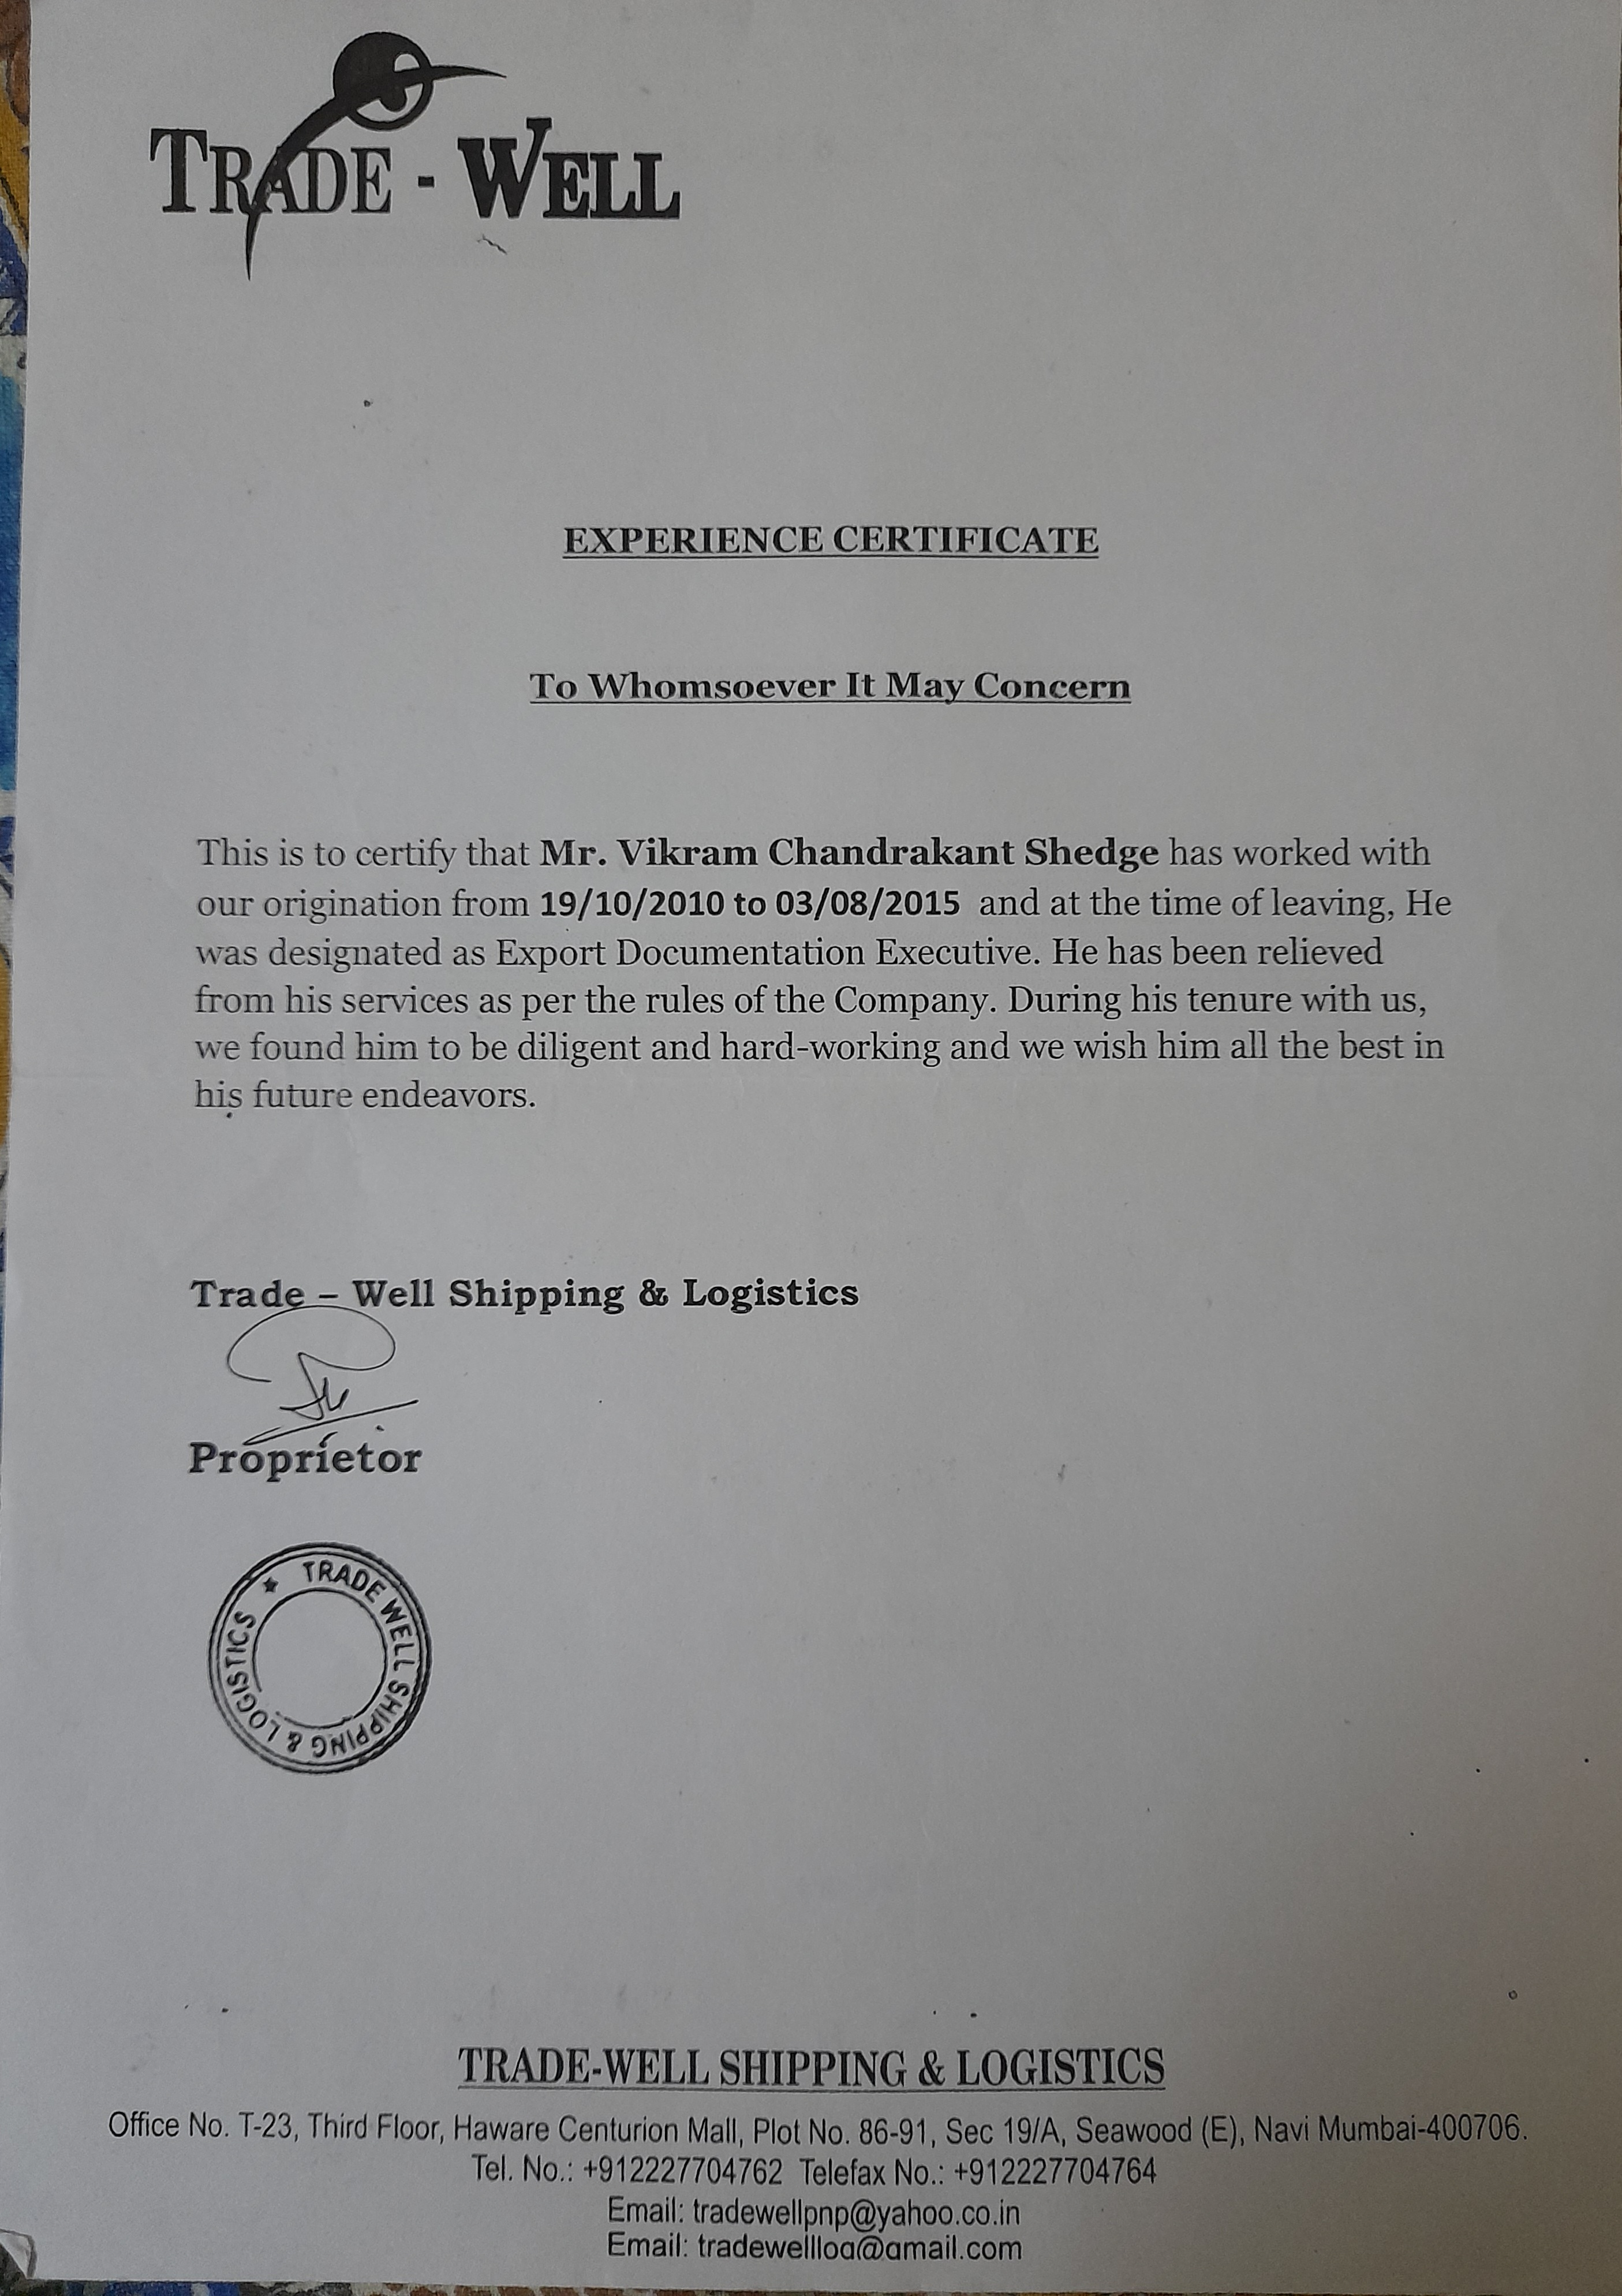 TRADE - WELL
EXPERIENCE CERTIFICATE
To Whomsoever It May Concern
This is to certify that Mr. Vikram Chandrakant Shedge has worked with
our origination from 19/10/2010 to 03/08/2015 and at the time of leaving, He
was designated as Export Documentation Executive. He has been relieved
from his services as per the rules of the Company. During his tenure with us,
we found him to be diligent and hard-working and we wish him all the best in
his future endeavors.
Trade – Well Shipping & Logistics
Proprietor
TRADE WELL SHIPPING & LOGISTICS
TRADE-WELL SHIPPING & LOGISTICS
Office No. T-23, Third Floor, Haware Centurion Mall, Plot No. 86-91, Sec 19/A, Seawood (E), Navi Mumbai-400706.
Tel. No.: +912227704762 Telefax No.: +912227704764
Email: tradewellpnp@yahoo.co.in
Email: tradewelllog@gmail.com